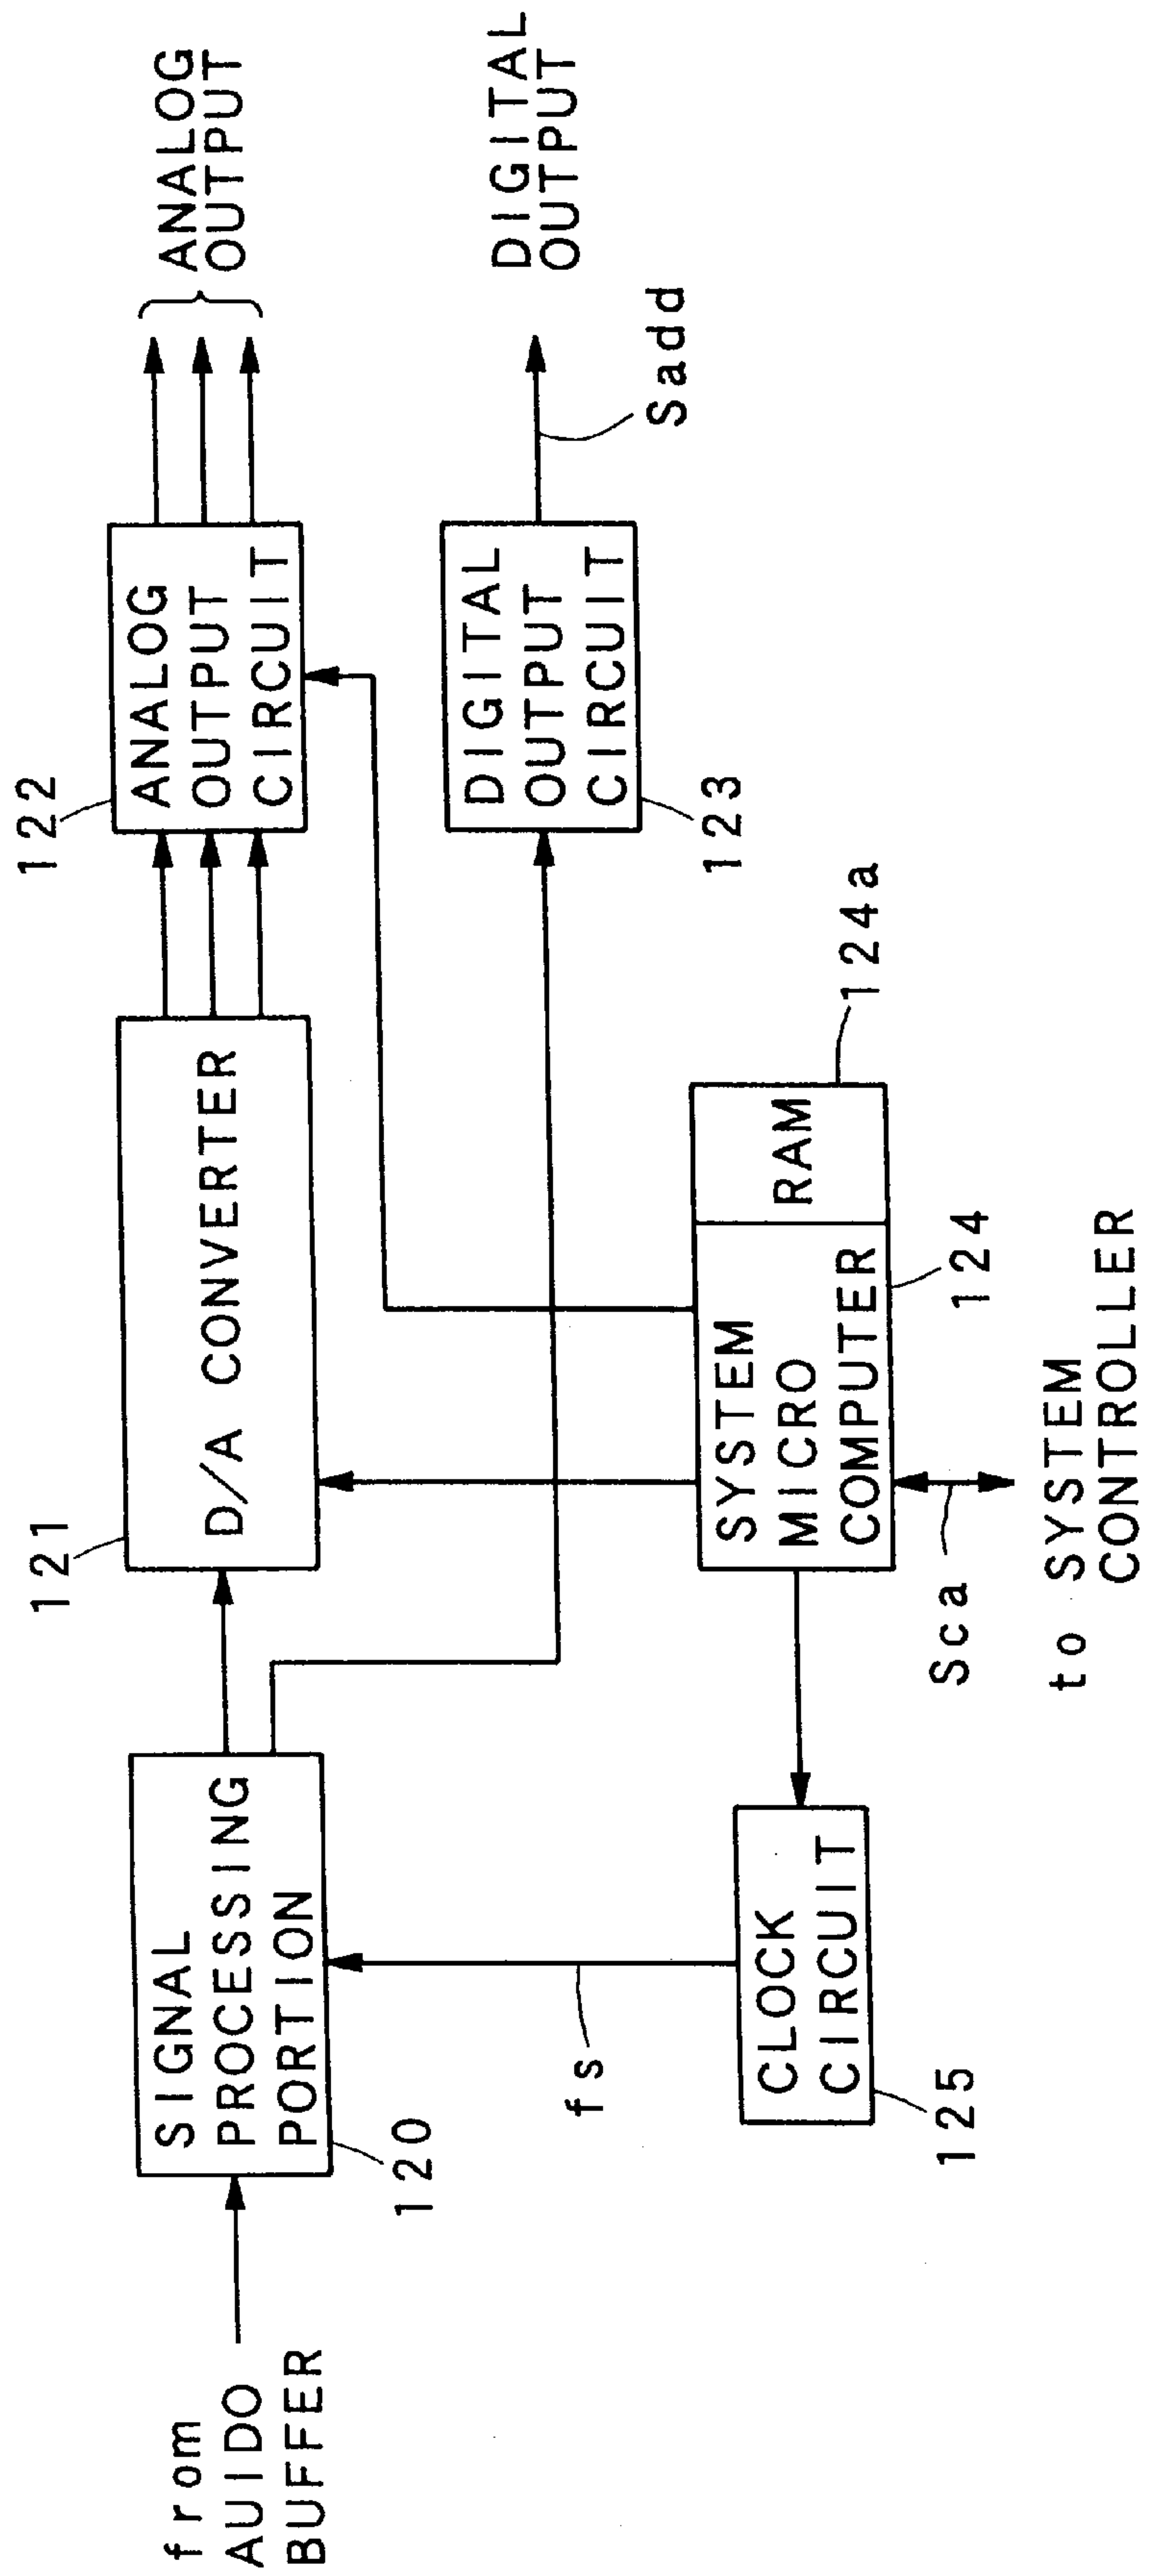 from
AUIDO
BUFFER
SIGNAL
PROCESSING
PORTION
120
121
D/A CONVERTER
122
ANALOG
OUTPUT
CIRCUIT
ANALOG
OUTPUT
DIGITAL
OUTPUT
CIRCUIT
123
DIGITAL
OUTPUT
Sadd
fs
CLOCK
CIRCUIT
125
SYSTEM
MICRO
COMPUTER
RAM
124a
124
Sca
to SYSTEM
CONTROLLER